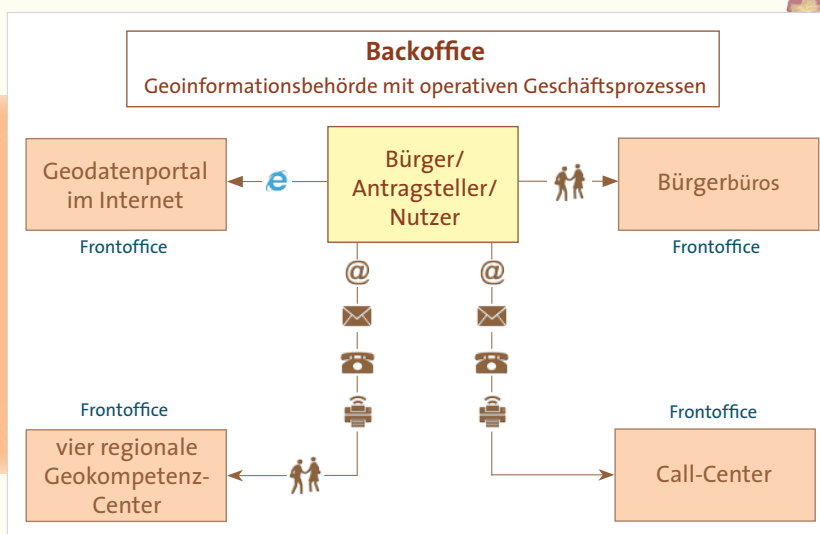 Backoffice
Geoinformationsbehörde mit operativen Geschäftsprozessen
Geodatenportal
im Internet
Frontoffice
Bürger/
Antragsteller/
Nutzer
Bürgerbüros
Frontoffice
@
@
Frontoffice
vier regionale
Geokompetenz-
Center
Frontoffice
Call-Center